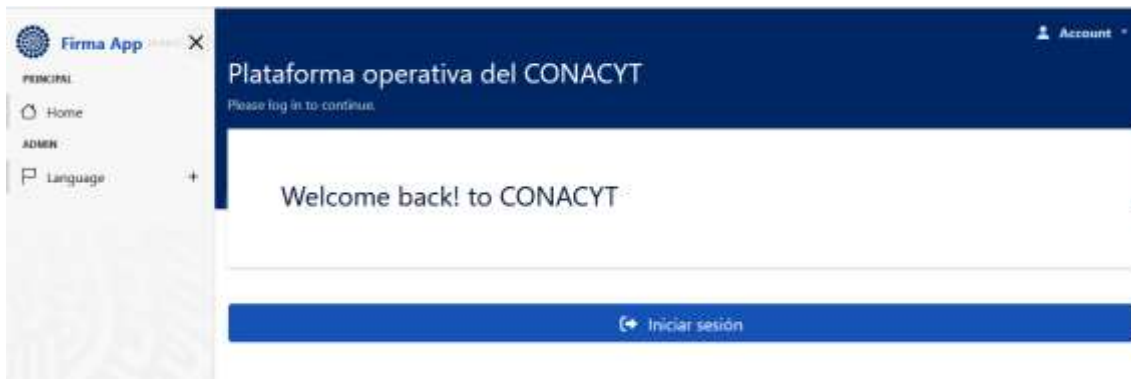 Firma App
PRINCIPAL
Home
ADMIN
Language
Account
Plataforma operativa del CONACYT
Please log in to continue.
Welcome back! to CONACYT
Iniciar sesión